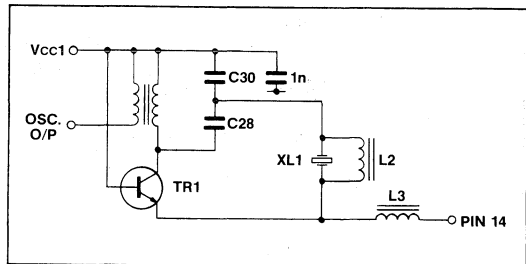 VCC1
C30
1n
OSC.
O/P
C28
XL1
L2
TR1
L3
PIN 14